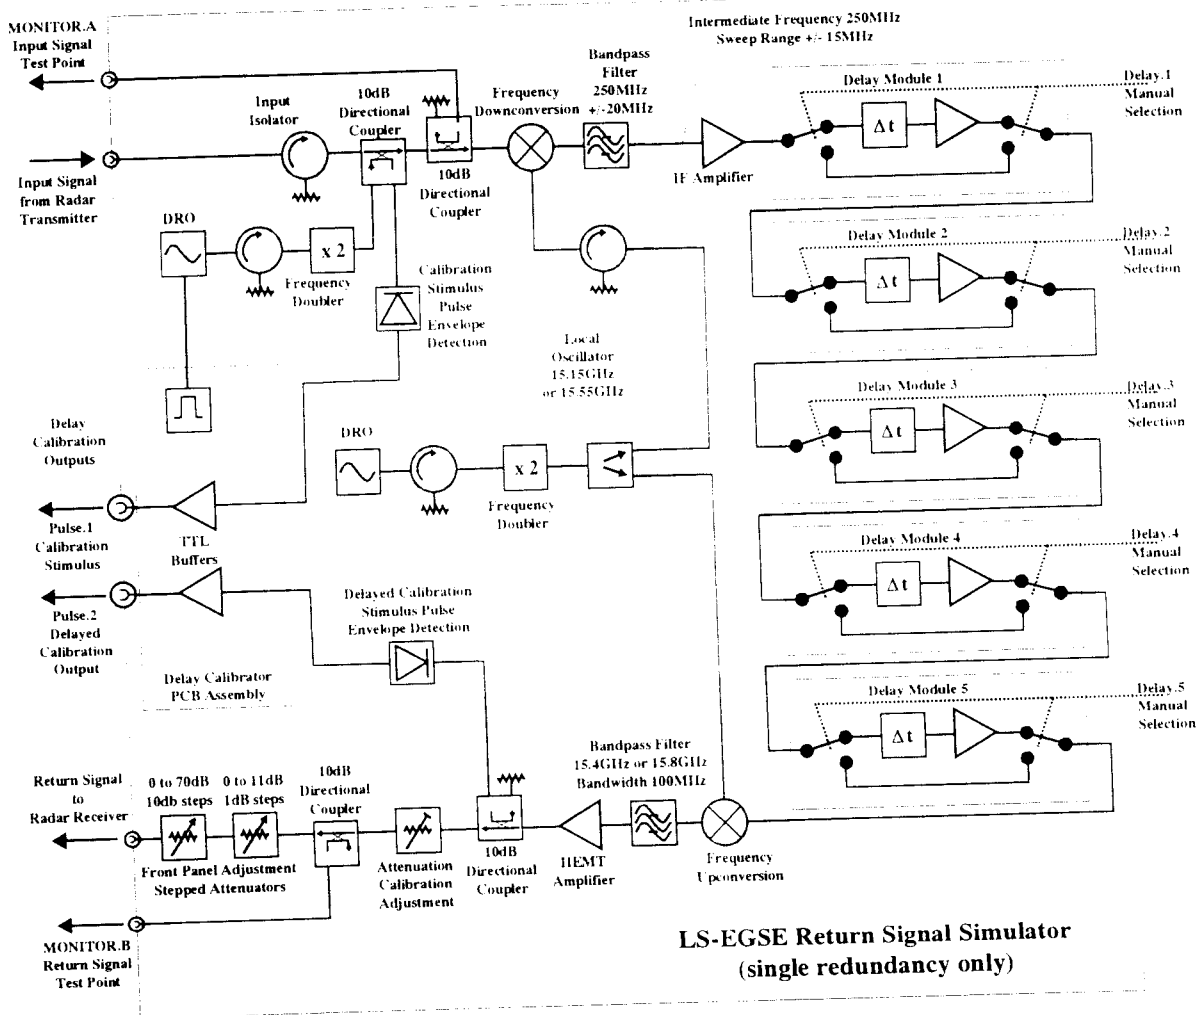 MONITOR.A
Input Signal
Test Point
Intermediate Frequency 250MHz
Sweep Range +/- 15MHz
Input
Isolator
10dB
Directional
Coupler
Frequency
Downconversion
Bandpass
Filter
250MHz
+/-20MHz
Delay Module 1
Delay.1
Manual
Selection
Δt
IF Amplifier
Input Signal
from Radar
Transmitter
10dB
Directional
Coupler
DRO
x 2
Frequency
Doubler
Calibration
Stimulus
Pulse
Envelope
Detection
Delay Module 2
Delay.2
Manual
Selection
Δt
Local
Oscillator
15.15GHz
or 15.55GHz
Delay Module 3
Delay.3
Manual
Selection
Δt
Delay
Calibration
Outputs
DRO
x 2
Frequency
Doubler
Pulse.1
Calibration
Stimulus
TTL
Buffers
Delay Module 4
Delay.4
Manual
Selection
Δt
Pulse.2
Delayed
Calibration
Output
Delayed Calibration
Stimulus Pulse
Envelope Detection
Delay Calibrator
PCB Assembly
Delay Module 5
Delay.5
Manual
Selection
Δt
Return Signal
to
Radar Receiver
0 to 70dB
10db steps
0 to 11dB
1dB steps
10dB
Directional
Coupler
Bandpass Filter
15.4GHz or 15.8GHz
Bandwidth 100MHz
Front Panel Adjustment
Stepped Attenuators
Attenuation
Calibration
Adjustment
10dB
Directional
Coupler
HEMT
Amplifier
Frequency
Upconversion
MONITOR.B
Return Signal
Test Point
LS-EGSE Return Signal Simulator
(single redundancy only)